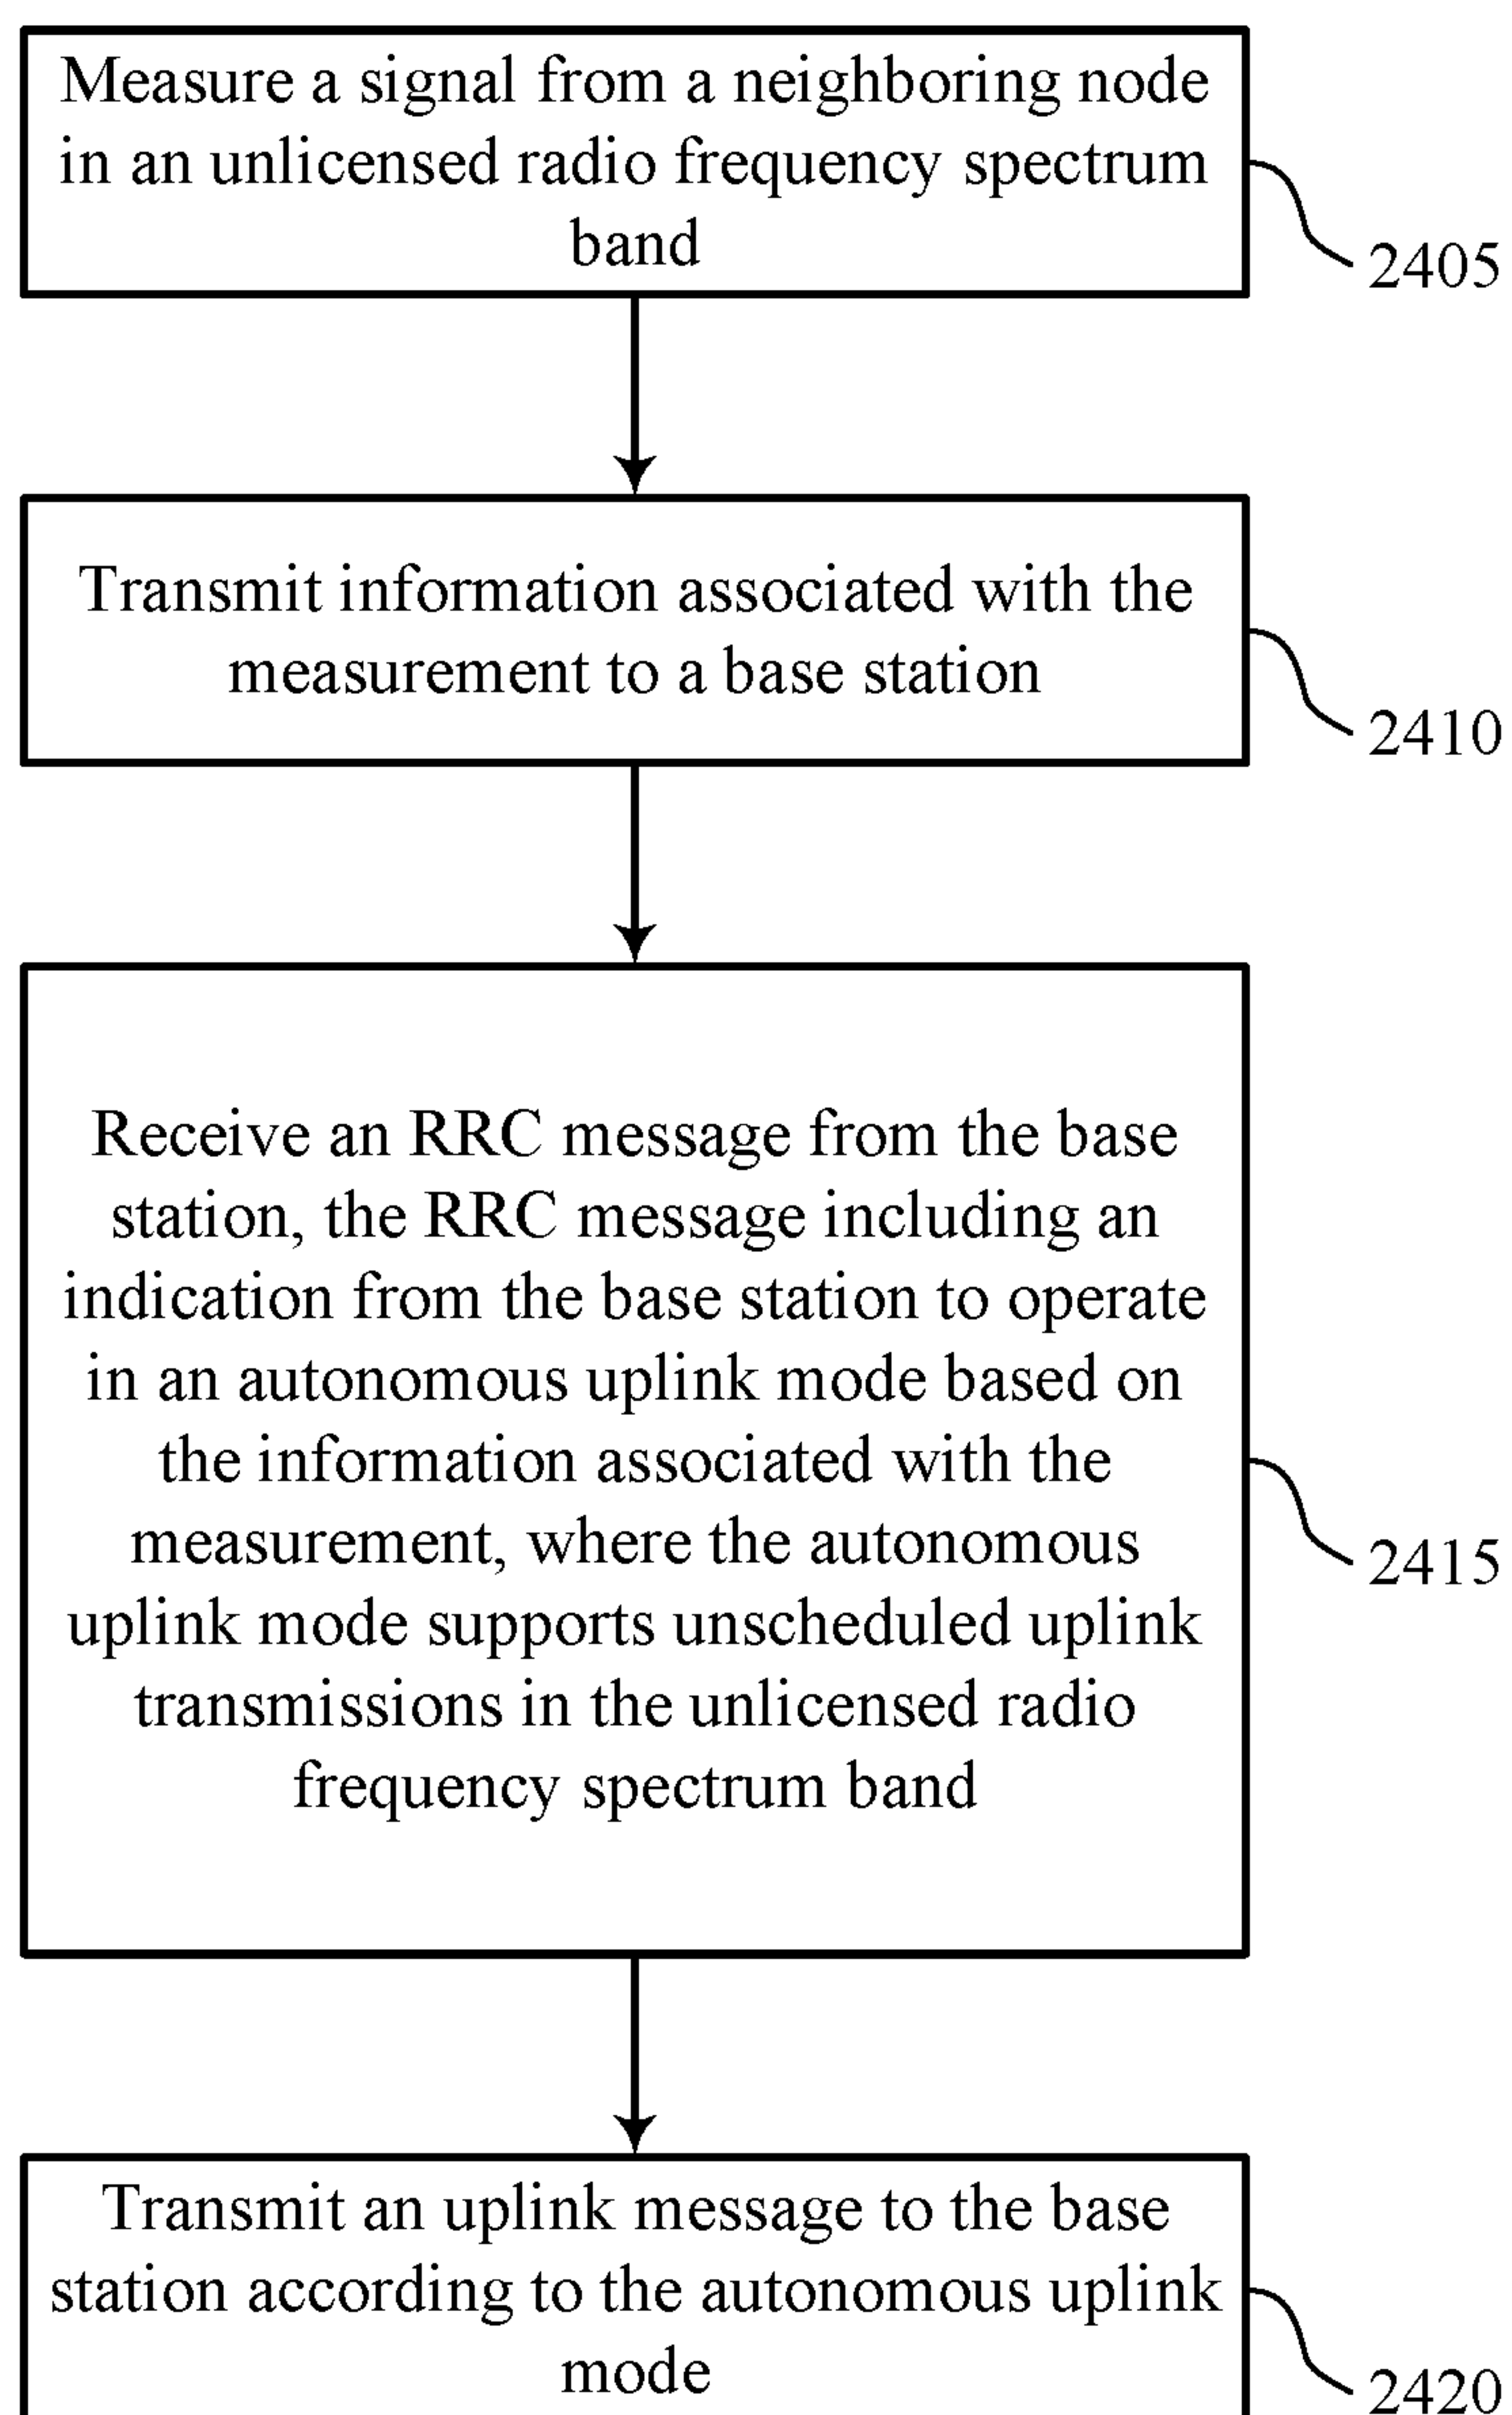 Measure a signal from a neighboring node
in an unlicensed radio frequency spectrum
band
2405
Transmit information associated with the
measurement to a base station
2410
Receive an RRC message from the base
station, the RRC message including an
indication from the base station to operate
in an autonomous uplink mode based on
the information associated with the
measurement, where the autonomous
uplink mode supports unscheduled uplink
transmissions in the unlicensed radio
frequency spectrum band
2415
Transmit an uplink message to the base
station according to the autonomous uplink
mode
2420